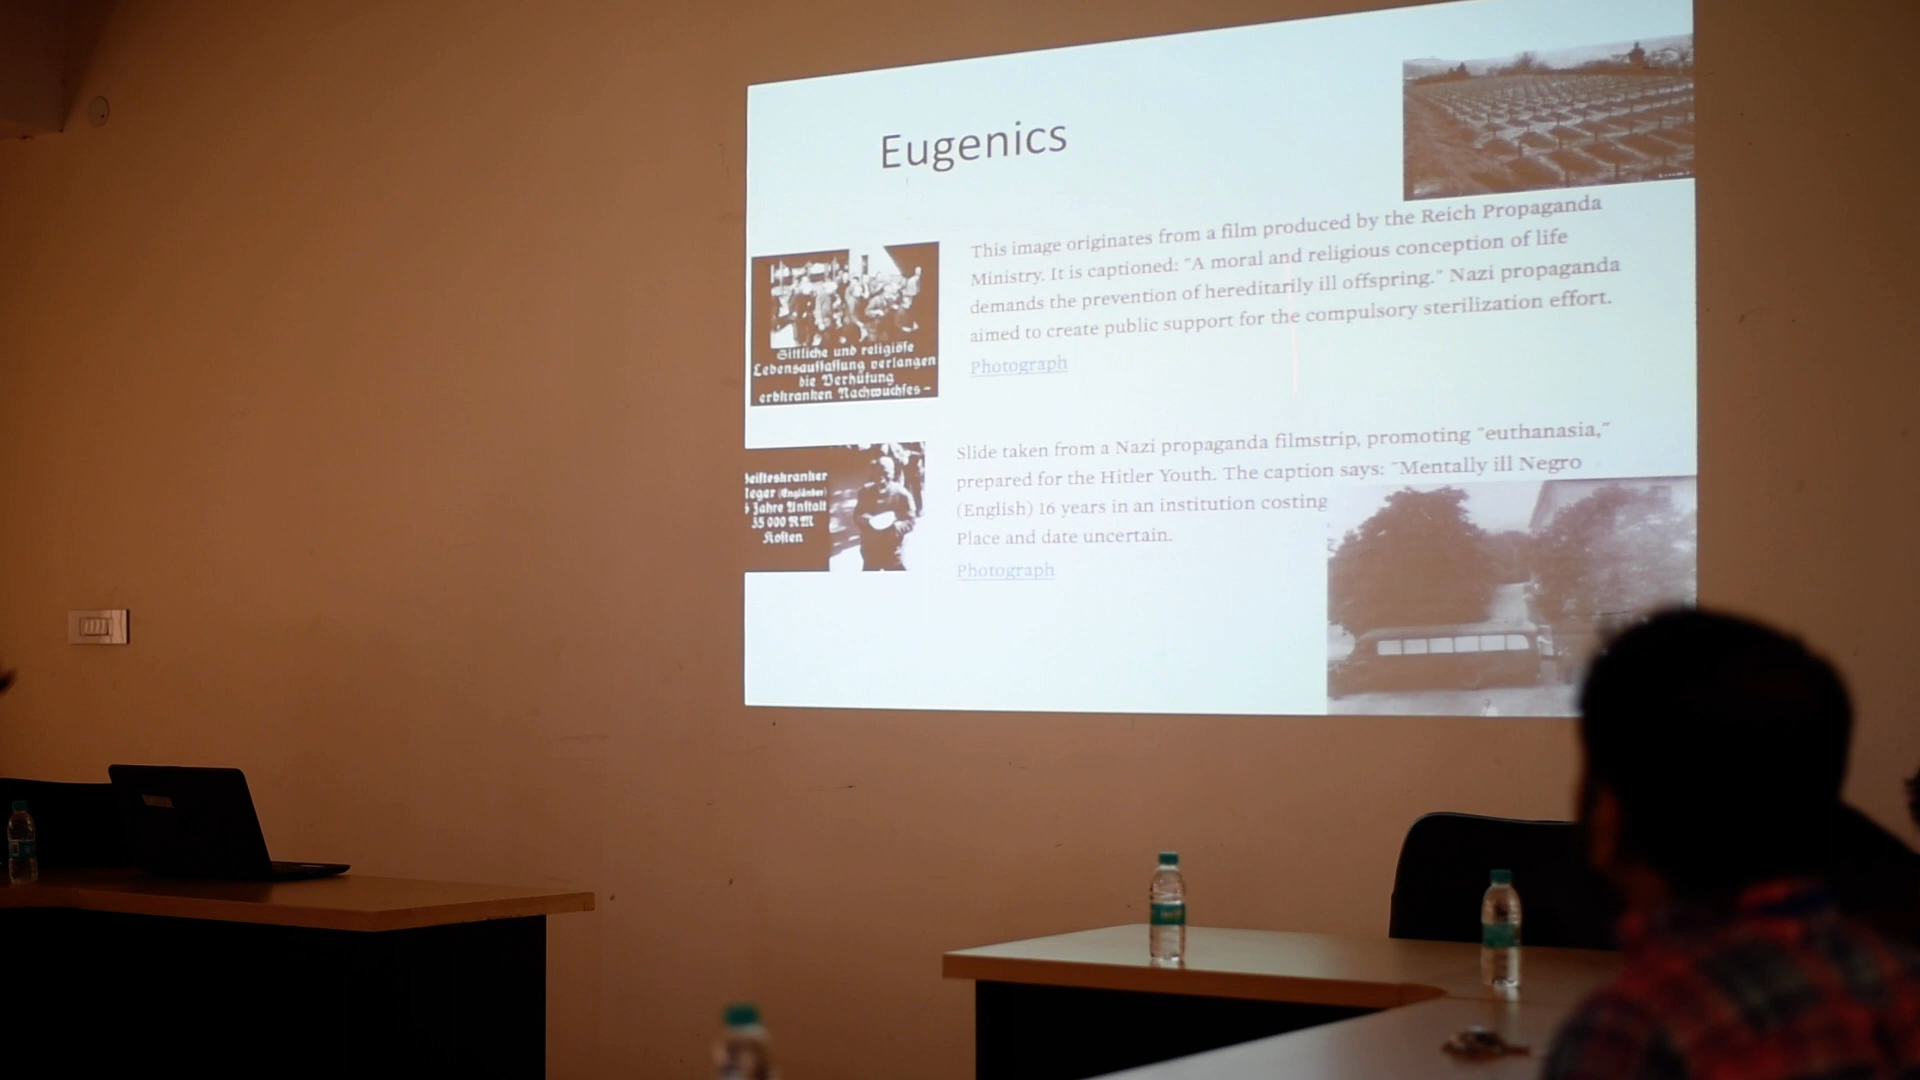 Eugenics
This image originates from a film produced by the Reich Propaganda
Ministry. It is captioned: "A moral and religious conception of life
demands the prevention of hereditarily ill offspring." Nazi propaganda
aimed to create public support for the compulsory sterilization effort.
Photograph
Sittliche und religiöse
Lebensauffassung verlangen
die Verhütung
erbkranken Nachwuchses -
Slide taken from a Nazi propaganda filmstrip, promoting "euthanasia,"
prepared for the Hitler Youth. The caption says: "Mentally ill Negro
(English) 16 years in an institution costing
Place and date uncertain.
Photograph
eisteskranker
eger (Engländer)
Jahre Anstalt
35 000 RM
Kosten